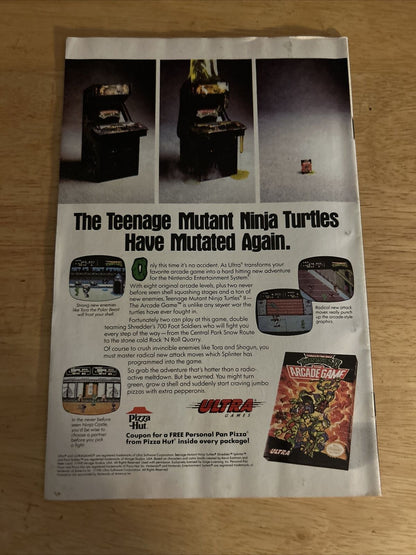 The Teenage Mutant Ninja Turtles
Have Mutated Again.
Only this time it's no accident. As Ultra® transforms your
favorite arcade game into a hard hitting new adventure
for the Nintendo Entertainment System.®
With eight original arcade levels, plus two never
before seen shell squashing stages and a ton of
new enemies, Teenage Mutant Ninja Turtles® II —
The Arcade Game™ is unlike any sewer war the
turtles have ever fought in.
Fortunately two can play at this game, double
teaming Shredder's 700 Foot Soldiers who will fight you
every step of the way—from the Central Park Snow Route
to the stone cold Rock 'N Roll Quarry.
Of course to crush invincible enemies like Tora and Shogun, you
must master radical new attack moves which Splinter has
programmed into the game.
So grab the adventure that's hotter than a radio-
active meltdown. But be warned. You might turn
green, grow a shell and suddenly start craving jumbo
pizzas with extra pepperonis.
Strong new enemies
like Tora the Polar Beast
will thrust your shell.
Radical new attack
moves really punch
up the arcade-style
graphics.
In the never before
seen Ninja Castle,
you'd be wise to
choose a partner
before you pick
a fight.
Pizza
Hut
Coupon for a FREE Personal Pan Pizza®
from Pizza Hut® inside every package!
ULTRA
GAMES
ARCADE GAME
ULTRA